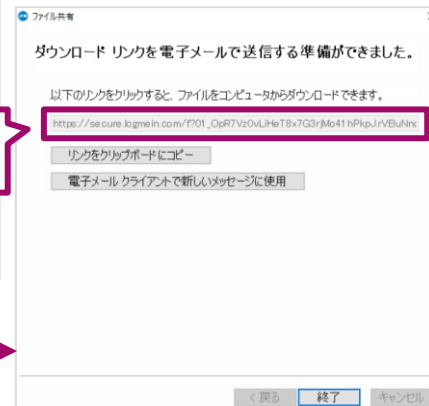 ファイル共有
ダウンロード リンクを電子メールで送信する準備ができました。
以下のリンクをクリックすると、ファイルをコンピュータからダウンロードできます。
https://secure.logmein.com/f?01_OpR7Vz0vLiHeT8x7G3rjMo41hPkpJ.rVBuNnc
リンクをクリップボードにコピー
電子メール クライアントで新しいメッセージに使用
< 戻る 終了 キャンセル